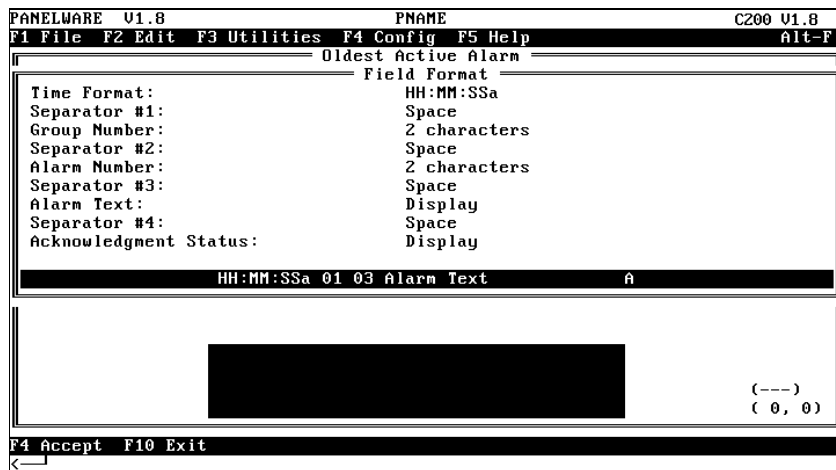 PANELWARE V1.8 PNAME C200 V1.8
F1 File F2 Edit F3 Utilities F4 Config F5 Help Alt-F
Oldest Active Alarm
Field Format
Time Format: HH:MM:SSa
Separator #1: Space
Group Number: 2 characters
Separator #2: Space
Alarm Number: 2 characters
Separator #3: Space
Alarm Text: Display
Separator #4: Space
Acknowledgment Status: Display
HH:MM:SSa 01 03 Alarm Text A
(---)
( 0, 0)
F4 Accept F10 Exit